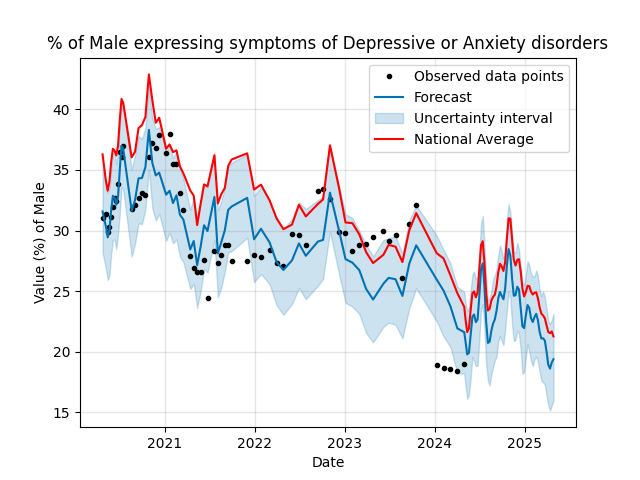 % of Male expressing symptoms of Depressive or Anxiety disorders
Observed data points
Forecast
Uncertainty interval
National Average
Value (%) of Male
40
35
30
25
20
15
2021 2022 2023 2024 2025
Date